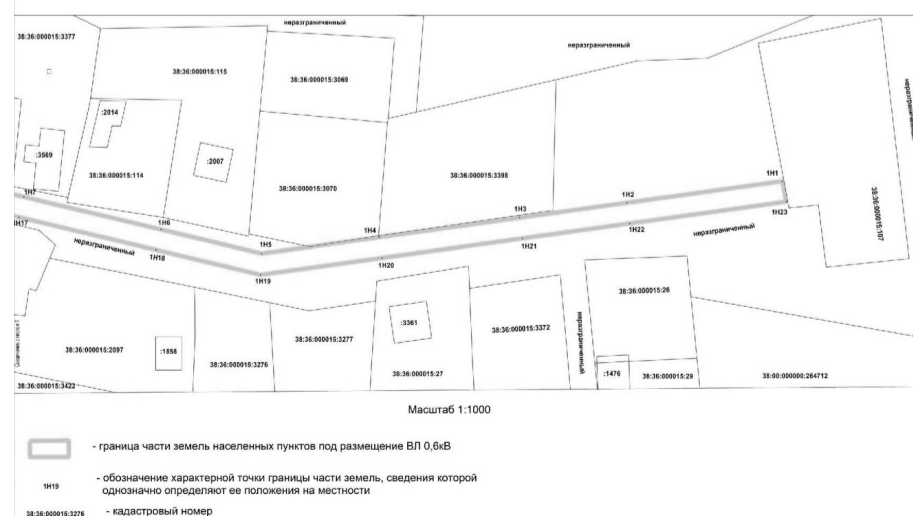 неразграниченный
38:36:000015:3377
неразграниченный
38:36:000015:115
38:36:000015:3069
неразграниченный
:2014
:3569
:2007
38:36:000015:114
38:36:000015:3070
38:36:000015:3398
1Н1
1Н7
1Н2
38:36:000015:107
1Н3
1Н23
1Н17
1Н6
1Н4
1Н22
неразграниченный
неразграниченный
1Н5
1Н21
1Н18
1Н20
1Н19
38:36:000015:26
:3361
неразграниченный
38:36:000015:3372
38:36:000015:3277
38:36:000015:2097
:1858
38:36:000015:3276
38:36:000015:27
:1476
38:36:000015:29
38:00:000000:264712
38:36:000015:3422
Масштаб 1:1000
- граница части земель населенных пунктов под размещение ВЛ 0,6кВ
1Н19 - обозначение характерной точки границы части земель, сведения которой
однозначно определяют ее положения на местности
38:36:000015:3276 - кадастровый номер